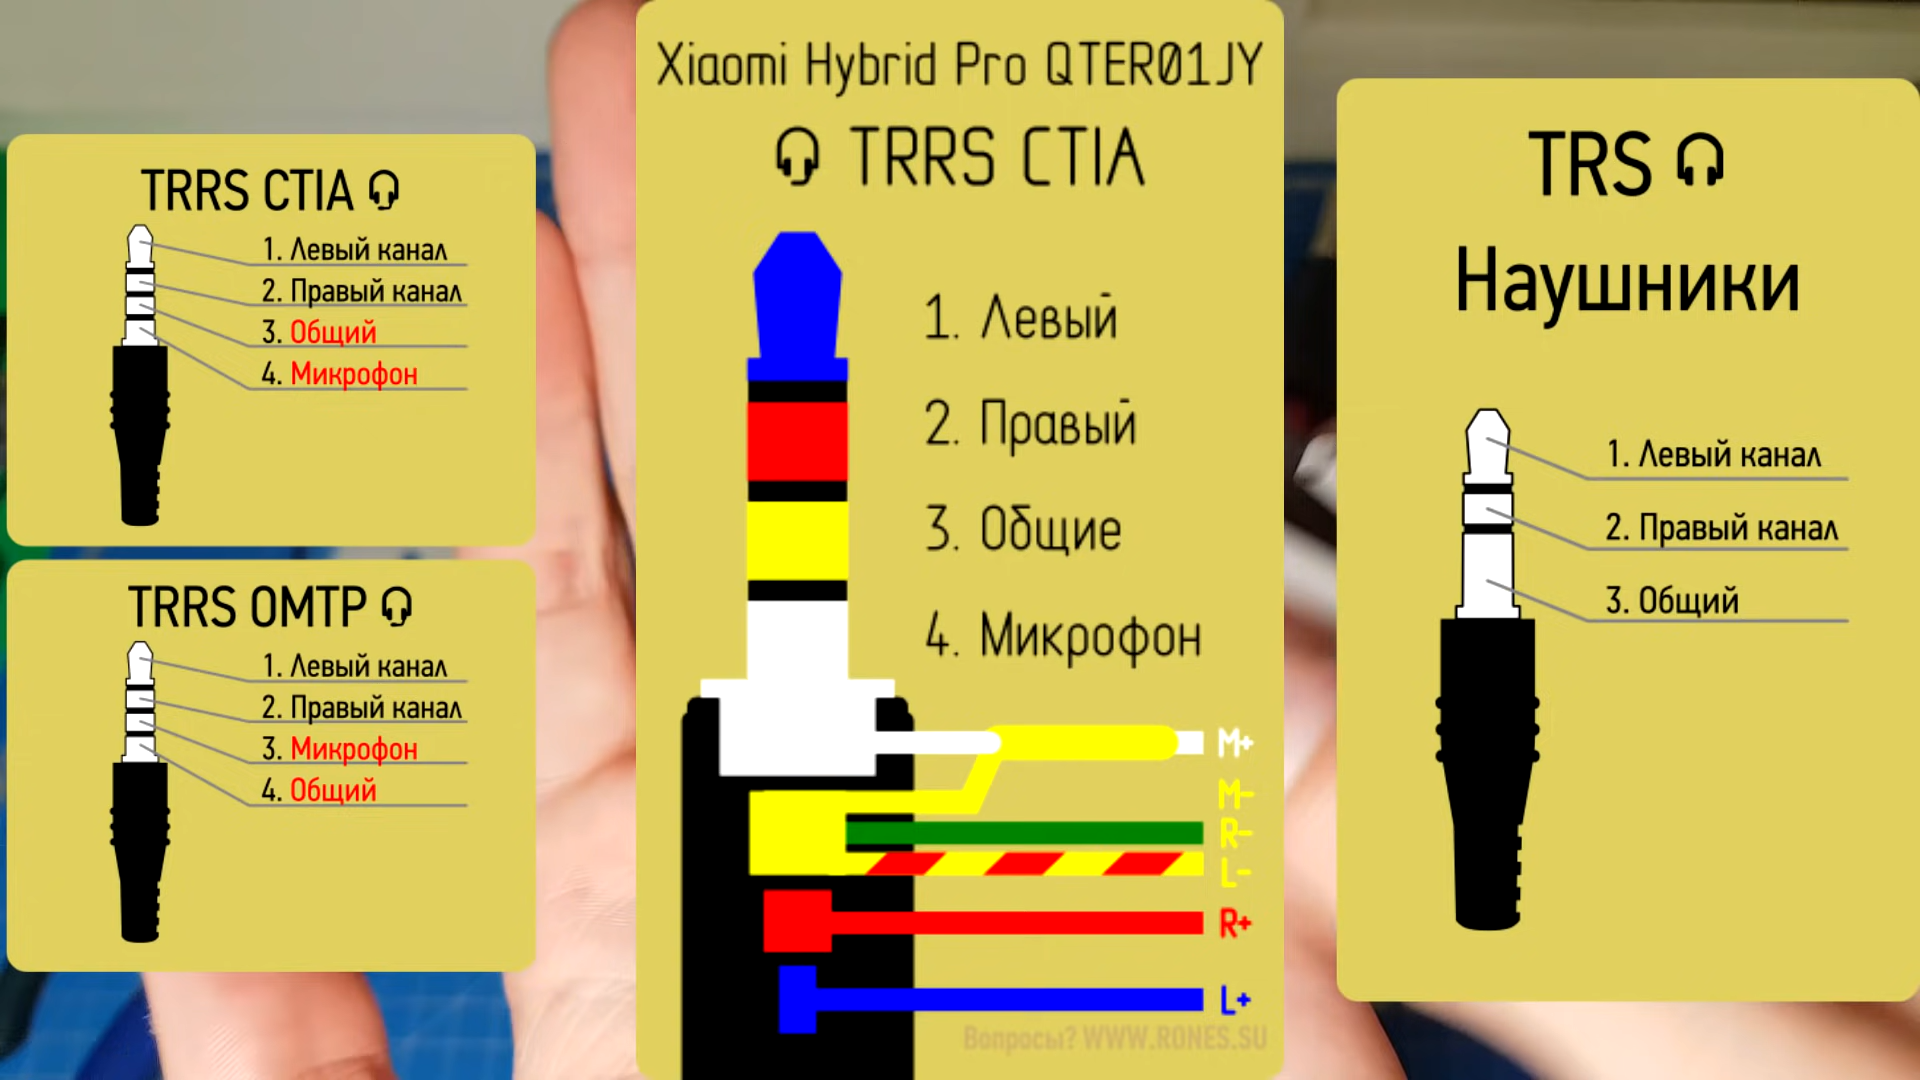 TRRS CTIA
1. Левый канал
2. Правый канал
3. Общий
4. Микрофон
TRRS OMTP
1. Левый канал
2. Правый канал
3. Микрофон
4. Общий
Xiaomi Hybrid Pro QTER01JY
TRRS CTIA
1. Левый
2. Правый
3. Общие
4. Микрофон
M+
M-
R-
L-
R+
L+
Вопросы? WWW.RONES.SU
TRS
Наушники
1. Левый канал
2. Правый канал
3. Общий